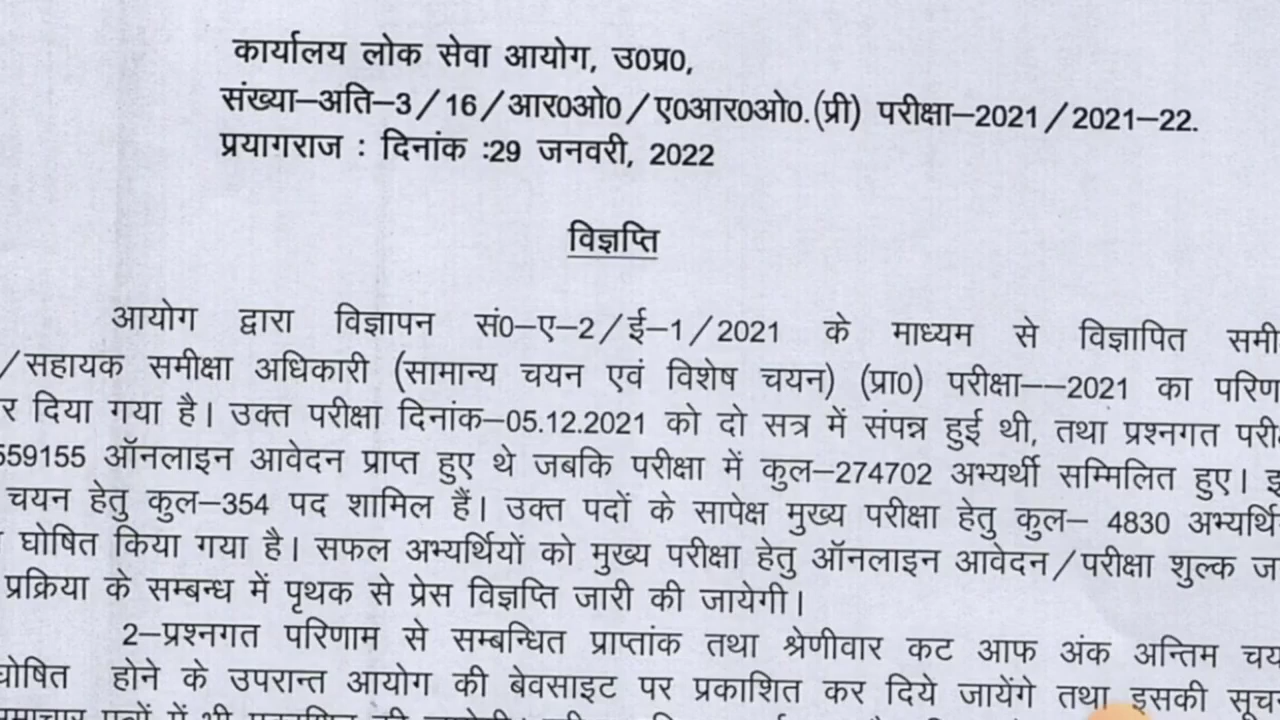 कार्यालय लोक सेवा आयोग, उ0प्र0,
संख्या–अति–3/16/आर0ओ0/ए0आर0ओ0.(प्री) परीक्षा–2021/2021–22.
प्रयागराज : दिनांक :29 जनवरी, 2022
विज्ञप्ति
आयोग द्वारा विज्ञापन सं0–ए–2/ई–1/2021 के माध्यम से विज्ञापित
/सहायक समीक्षा अधिकारी (सामान्य चयन एवं विशेष चयन) (प्रा0) परीक्षा––2021 का
र दिया गया है। उक्त परीक्षा दिनांक–05.12.2021 को दो सत्र में संपन्न हुई थी, तथा प्रश्नगत
559155 ऑनलाइन आवेदन प्राप्त हुए थे जबकि परीक्षा में कुल–274702 अभ्यर्थी सम्मिलित हुए।
चयन हेतु कुल–354 पद शामिल हैं। उक्त पदों के सापेक्ष मुख्य परीक्षा हेतु कुल– 4830
घोषित किया गया है। सफल अभ्यर्थियों को मुख्य परीक्षा हेतु ऑनलाइन आवेदन/परीक्षा शुल्क
प्रक्रिया के सम्बन्ध में पृथक से प्रेस विज्ञप्ति जारी की जायेगी।
2–प्रश्नगत परिणाम से सम्बन्धित प्राप्तांक तथा श्रेणीवार कट आफ अंक अन्तिम
घोषित होने के उपरान्त आयोग की बेवसाइट पर प्रकाशित कर दिये जायेंगे तथा इसकी